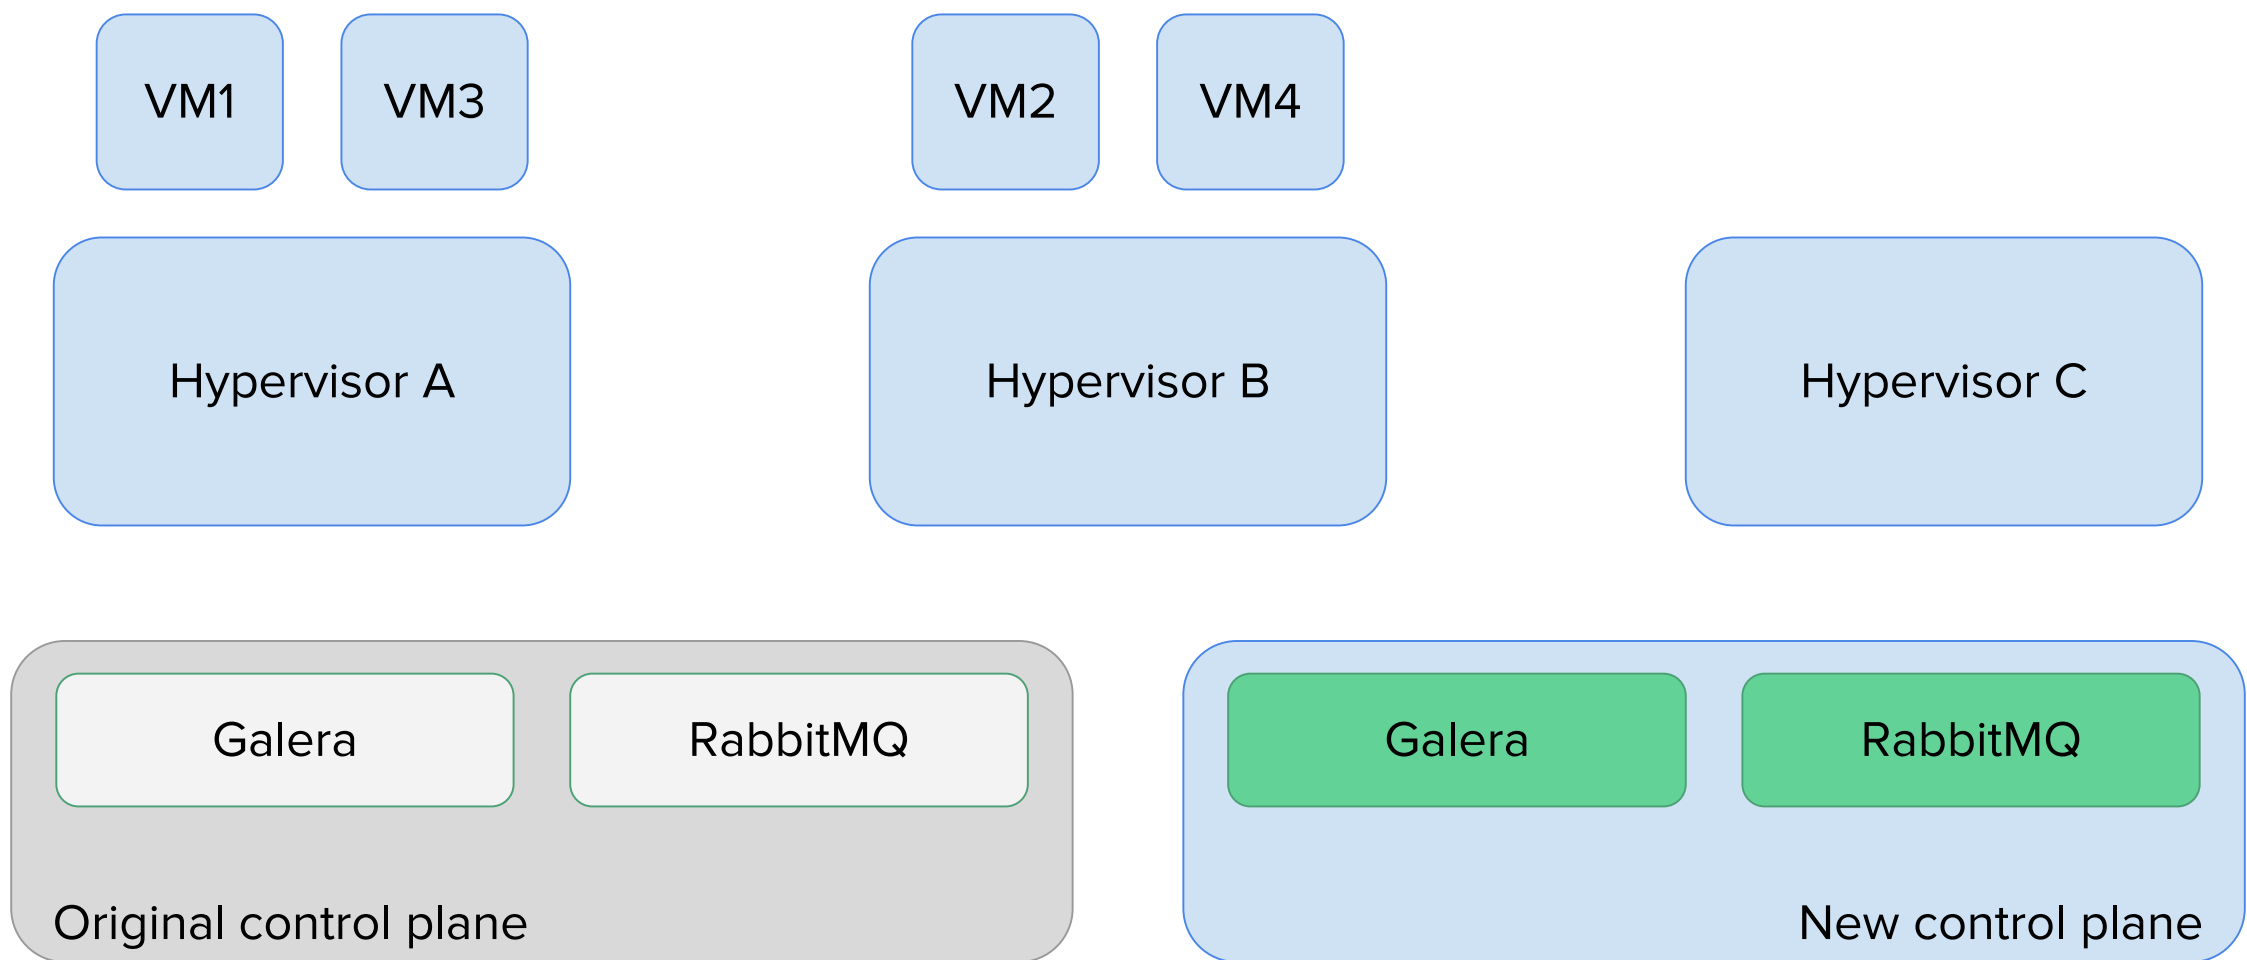 VM1
VM3
VM2
VM4
Hypervisor A
Hypervisor B
Hypervisor C
Galera
RabbitMQ
Original control plane
Galera
RabbitMQ
New control plane